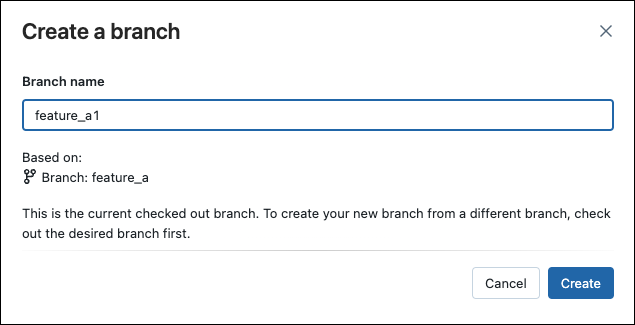 Create a branch
Branch name
feature_a1
Based on:
Branch: feature_a
This is the current checked out branch. To create your new branch from a different branch, check
out the desired branch first.
Cancel
Create